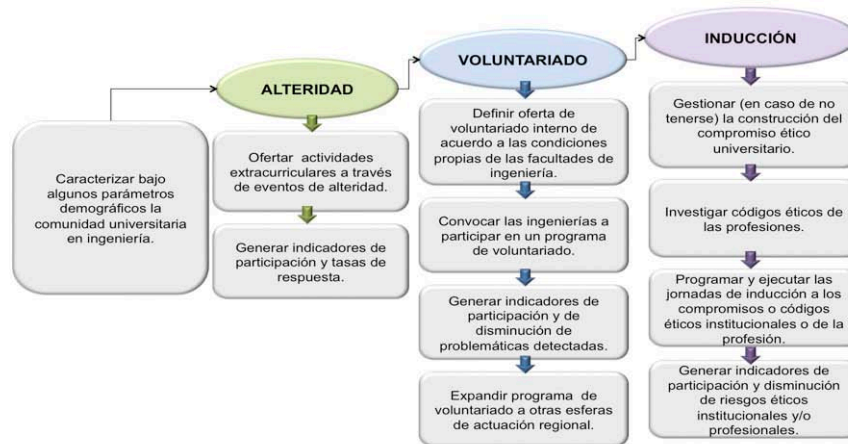 Caracterizar bajo
algunos parámetros
demográficos la
comunidad universitaria
en ingeniería.
ALTERIDAD
Ofertar actividades
extracurriculares a través
de eventos de alteridad.
Generar indicadores de
participación y tasas de
respuesta.
VOLUNTARIADO
Definir oferta de
voluntariado interno de
acuerdo a las condiciones
propias de las facultades de
ingeniería.
Convocar las ingenierías a
participar en un programa
de voluntariado.
Generar indicadores de
participación y de
disminución de
problemáticas detectadas.
Expandir programa de
voluntariado a otras esferas
de actuación regional.
INDUCCIÓN
Gestionar (en caso de no
tenerse) la construcción del
compromiso ético
universitario.
Investigar códigos éticos de
las profesiones.
Programar y ejecutar las
jornadas de inducción a los
compromisos o códigos
éticos institucionales o de la
profesión.
Generar indicadores de
participación y disminución
de riesgos éticos
institucionales y/o
profesionales.